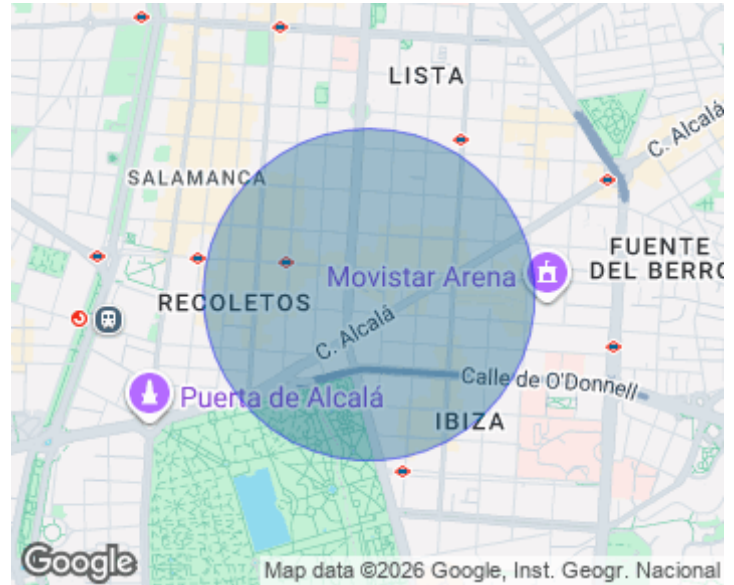 LISTA
C. Alcalá
SALAMANCA
FUENTE
DEL BERRO
Movistar Arena
RECOLETOS
C. Alcalá
Calle de O'Donnell
Puerta de Alcalá
IBIZA
Google
Map data ©2026 Google, Inst. Geogr. Nacional